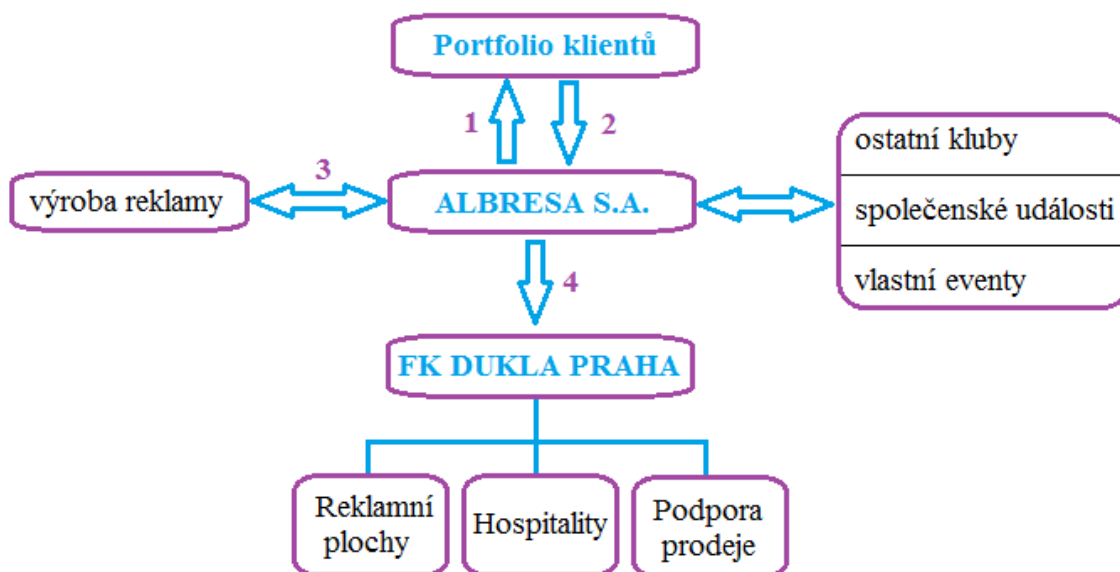 Portfolio klientů
1
2
ostatní kluby
3
výroba reklamy
ALBRESA S.A.
společenské události
vlastní eventy
4
FK DUKLA PRAHA
Reklamní
plochy
Hospitality
Podpora
prodeje